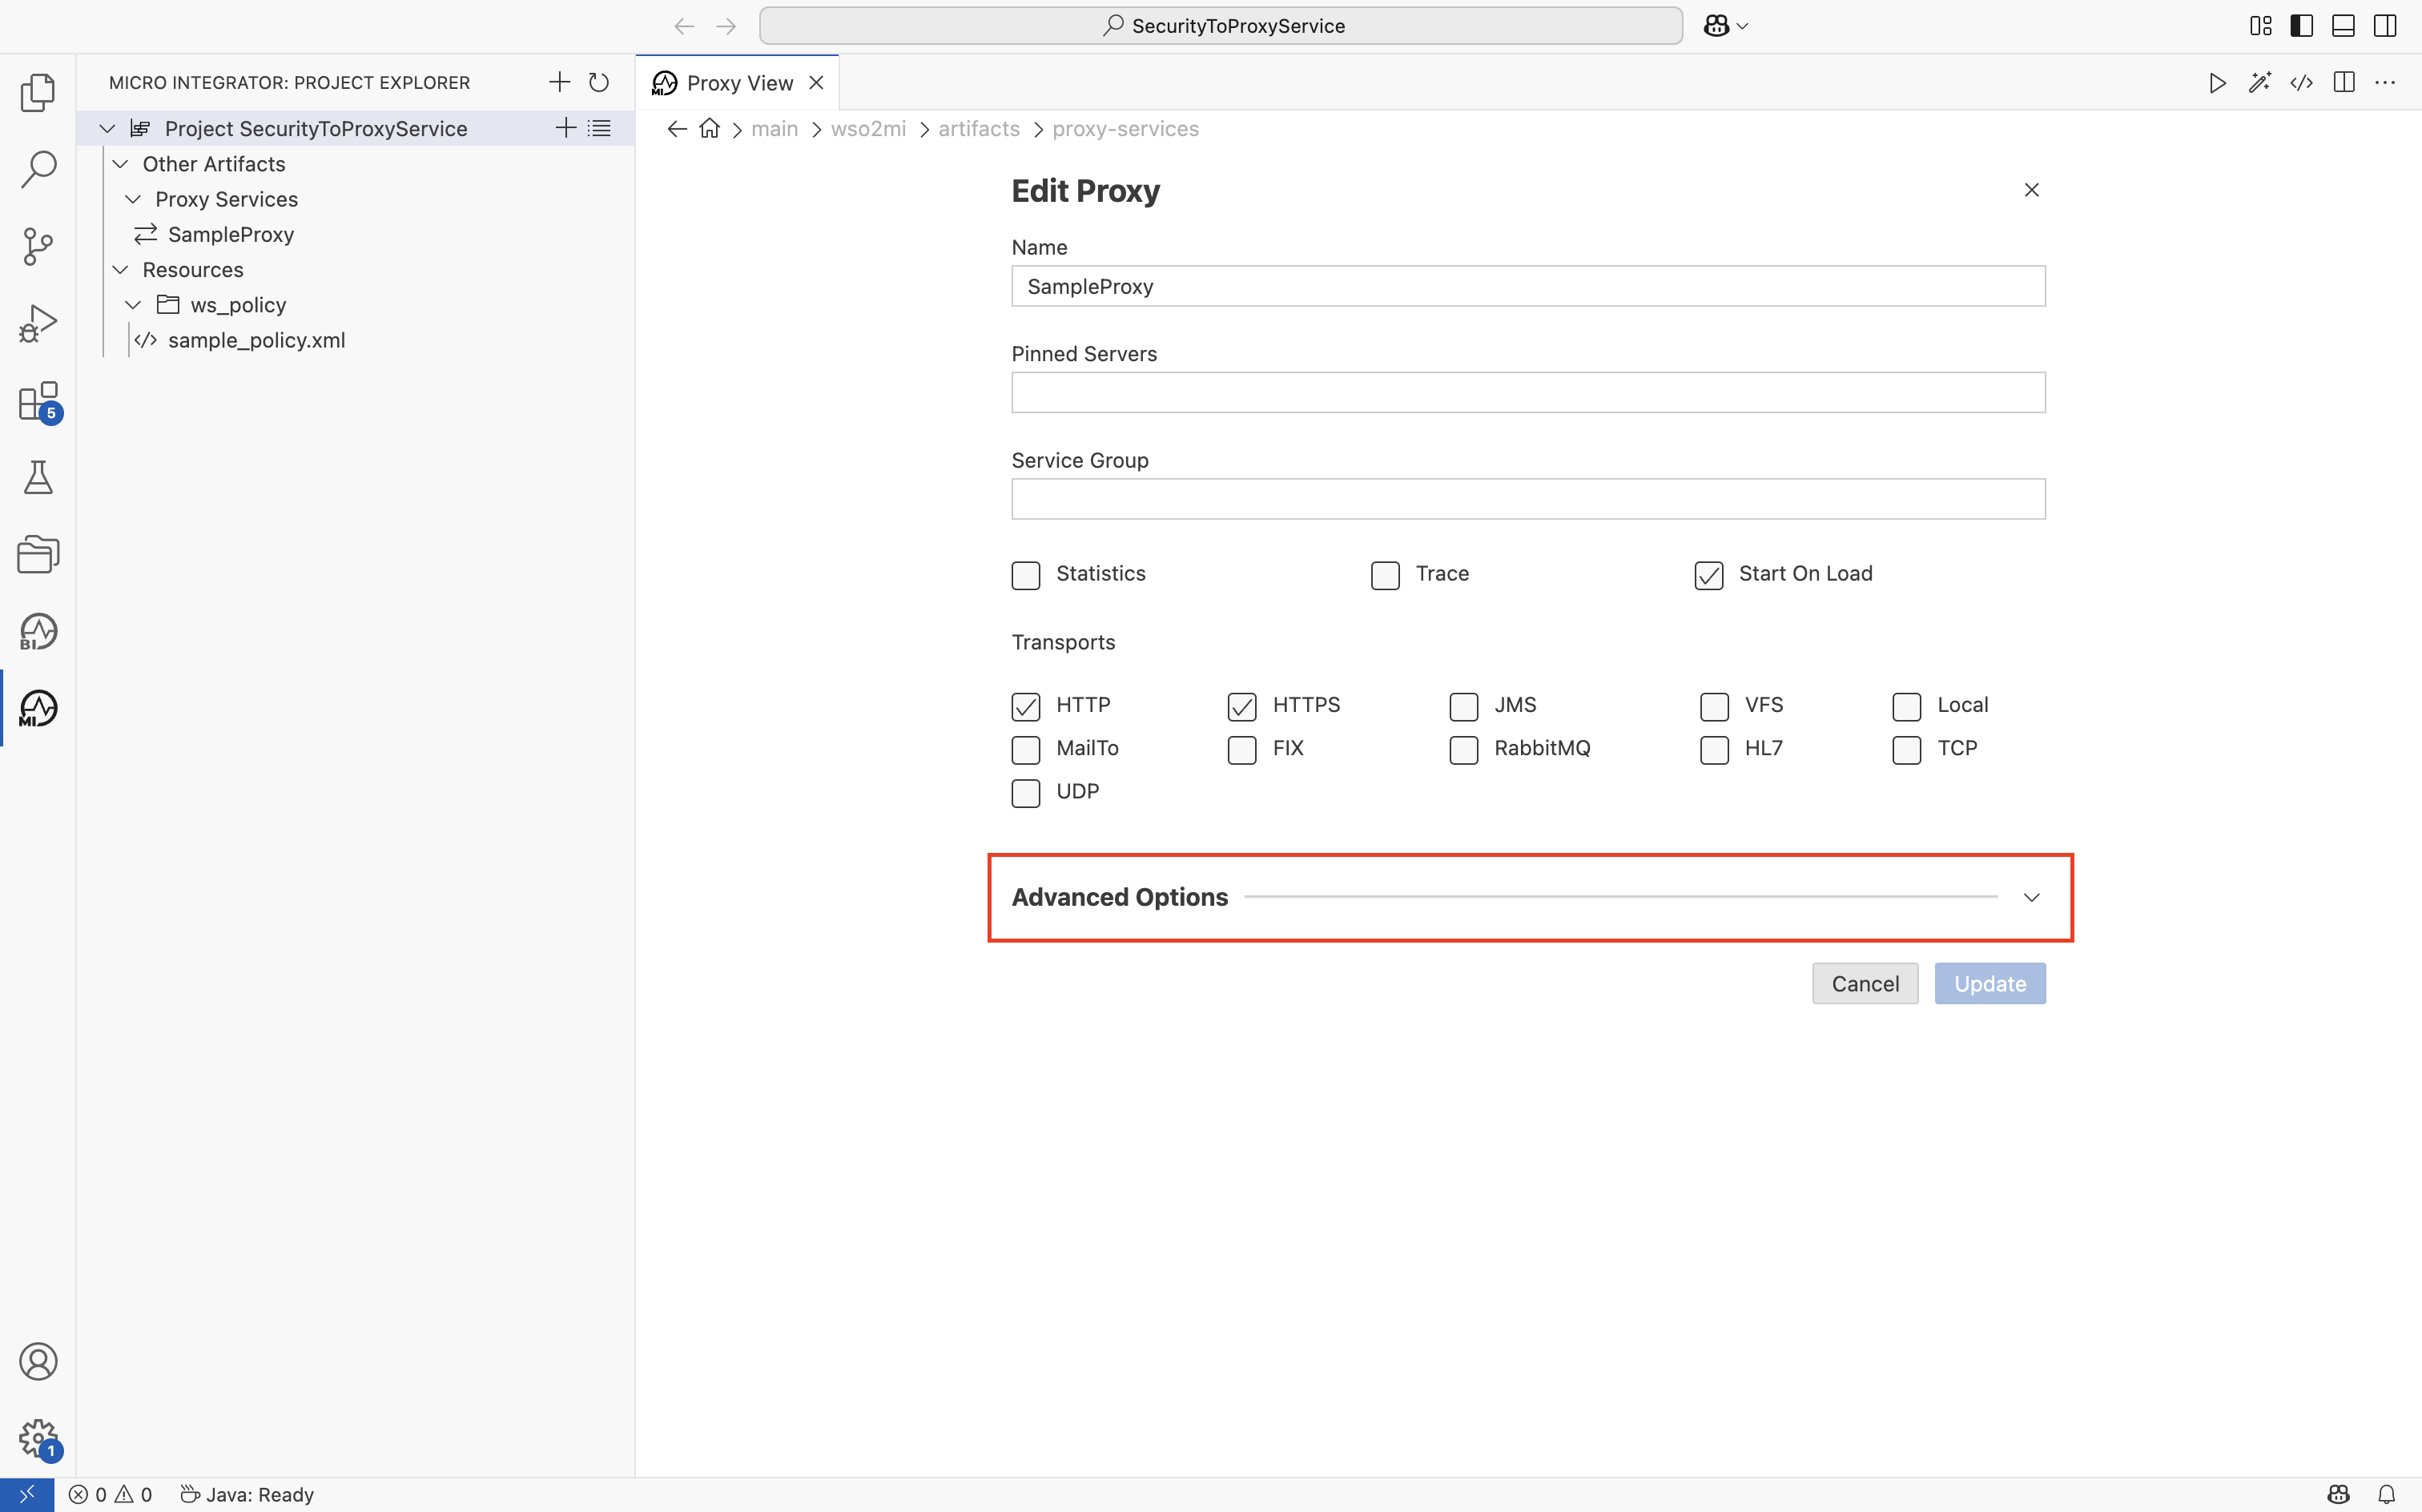 SecurityToProxyService
MICRO INTEGRATOR: PROJECT EXPLORER
Project SecurityToProxyService
Other Artifacts
Proxy Services
SampleProxy
Resources
ws_policy
sample_policy.xml
5
BI
MI
1
MI Proxy View
main > wso2mi > artifacts > proxy-services
Edit Proxy
Name
SampleProxy
Pinned Servers
Service Group
Statistics Trace Start On Load
Transports
HTTP HTTPS JMS VFS Local
MailTo FIX RabbitMQ HL7 TCP
UDP
Advanced Options
Cancel Update
0 0 Java: Ready